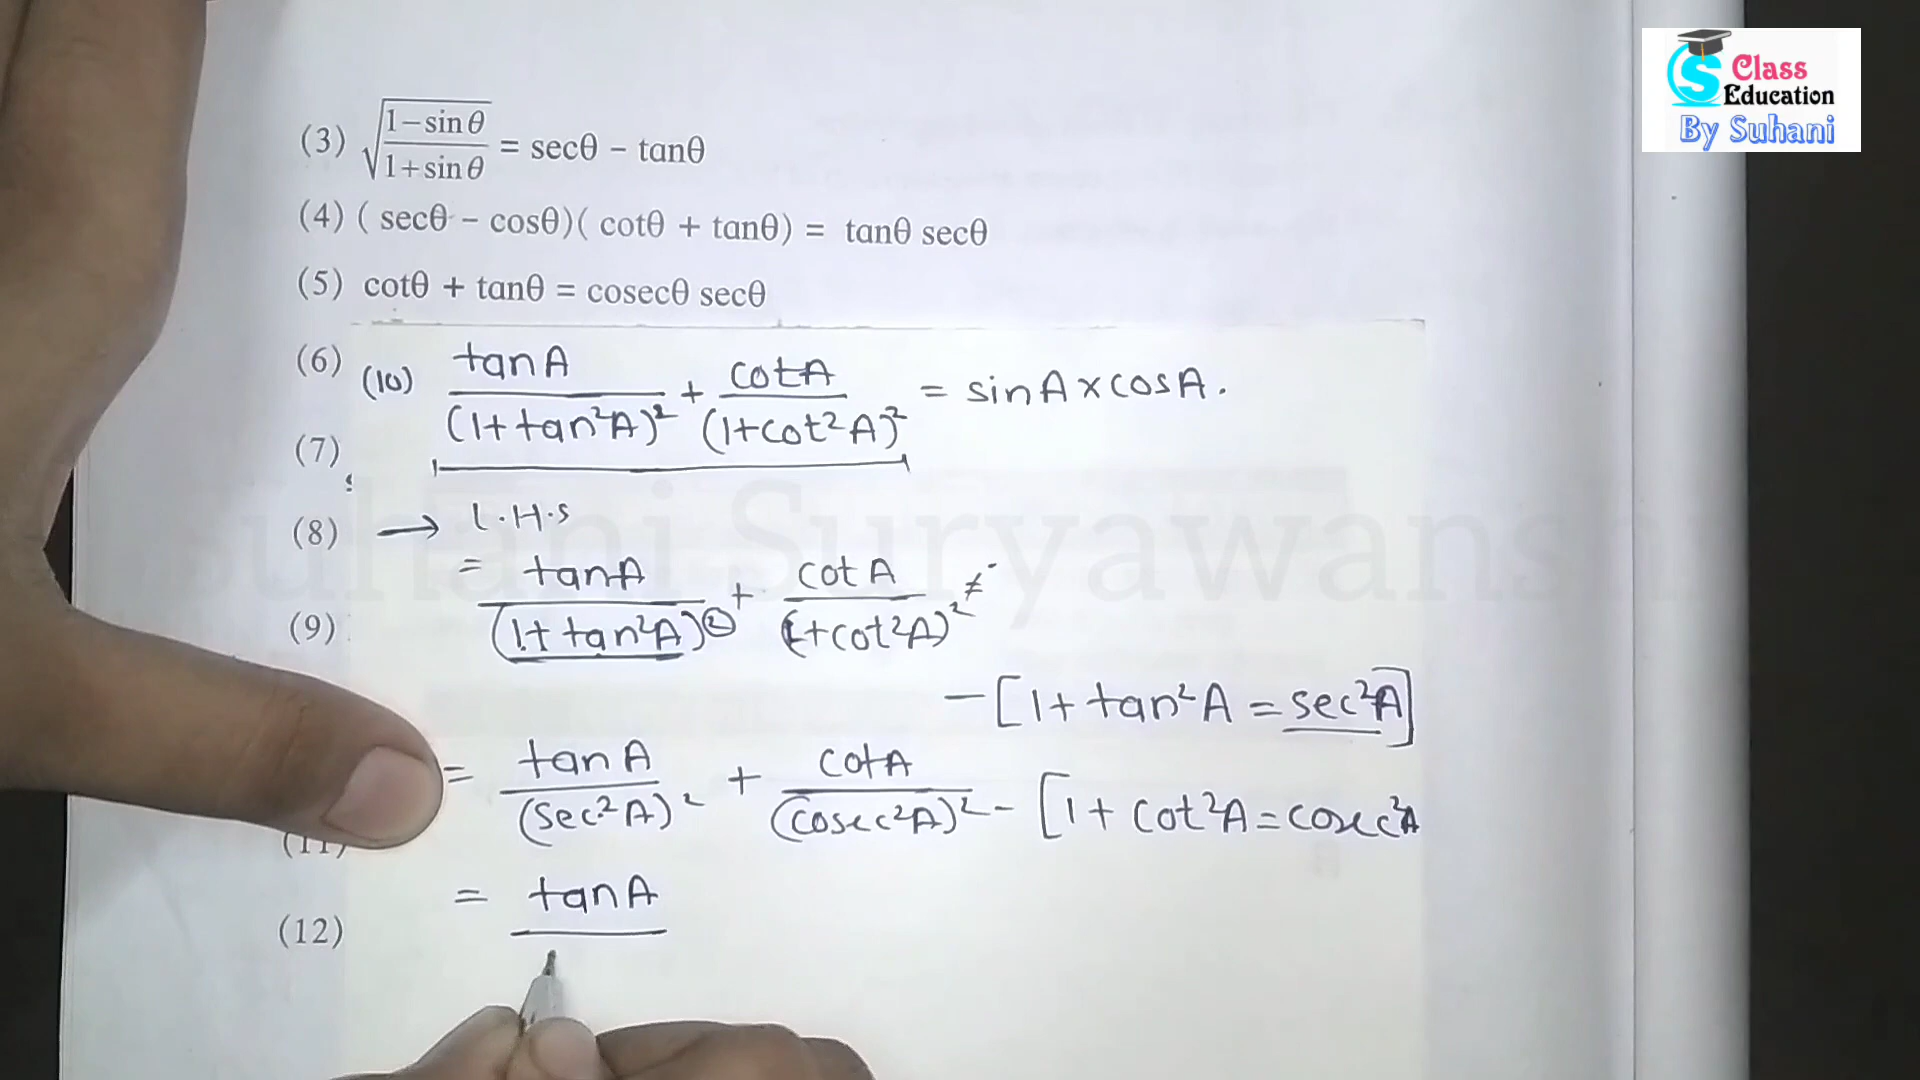 Class
Education
By Suhani
(3) √((1−sinθ)/(1+sinθ)) = secθ − tanθ
(4) ( secθ − cosθ)( cotθ + tanθ) = tanθ secθ
(5) cotθ + tanθ = cosecθ secθ
(6)
(10) tanA/(1+tan²A)² + cotA/(1+cot²A)² = sinA×cosA.
(7)
(8) → L.H.S
= tanA/(1+tan²A)² + cotA/(1+cot²A)²
(9)
−[1+tan²A = sec²A]
= tanA/(sec²A)² + cotA/(cosec²A)² −[1+cot²A = cosec²A
(11)
= tanA
(12)
Suhani Suryawanshi